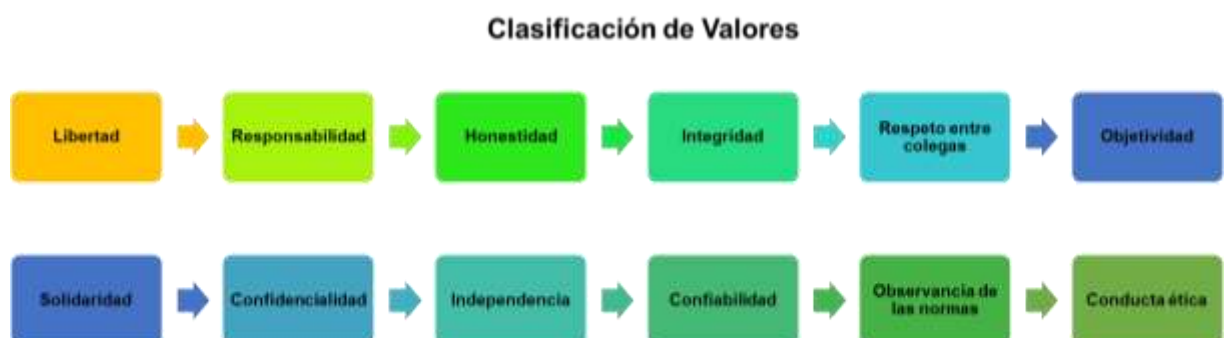 Clasificación de Valores
Libertad
Responsabilidad
Honestidad
Integridad
Respeto entre
colegas
Objetividad
Solidaridad
Confidencialidad
Independencia
Confiabilidad
Observancia de
las normas
Conducta ética